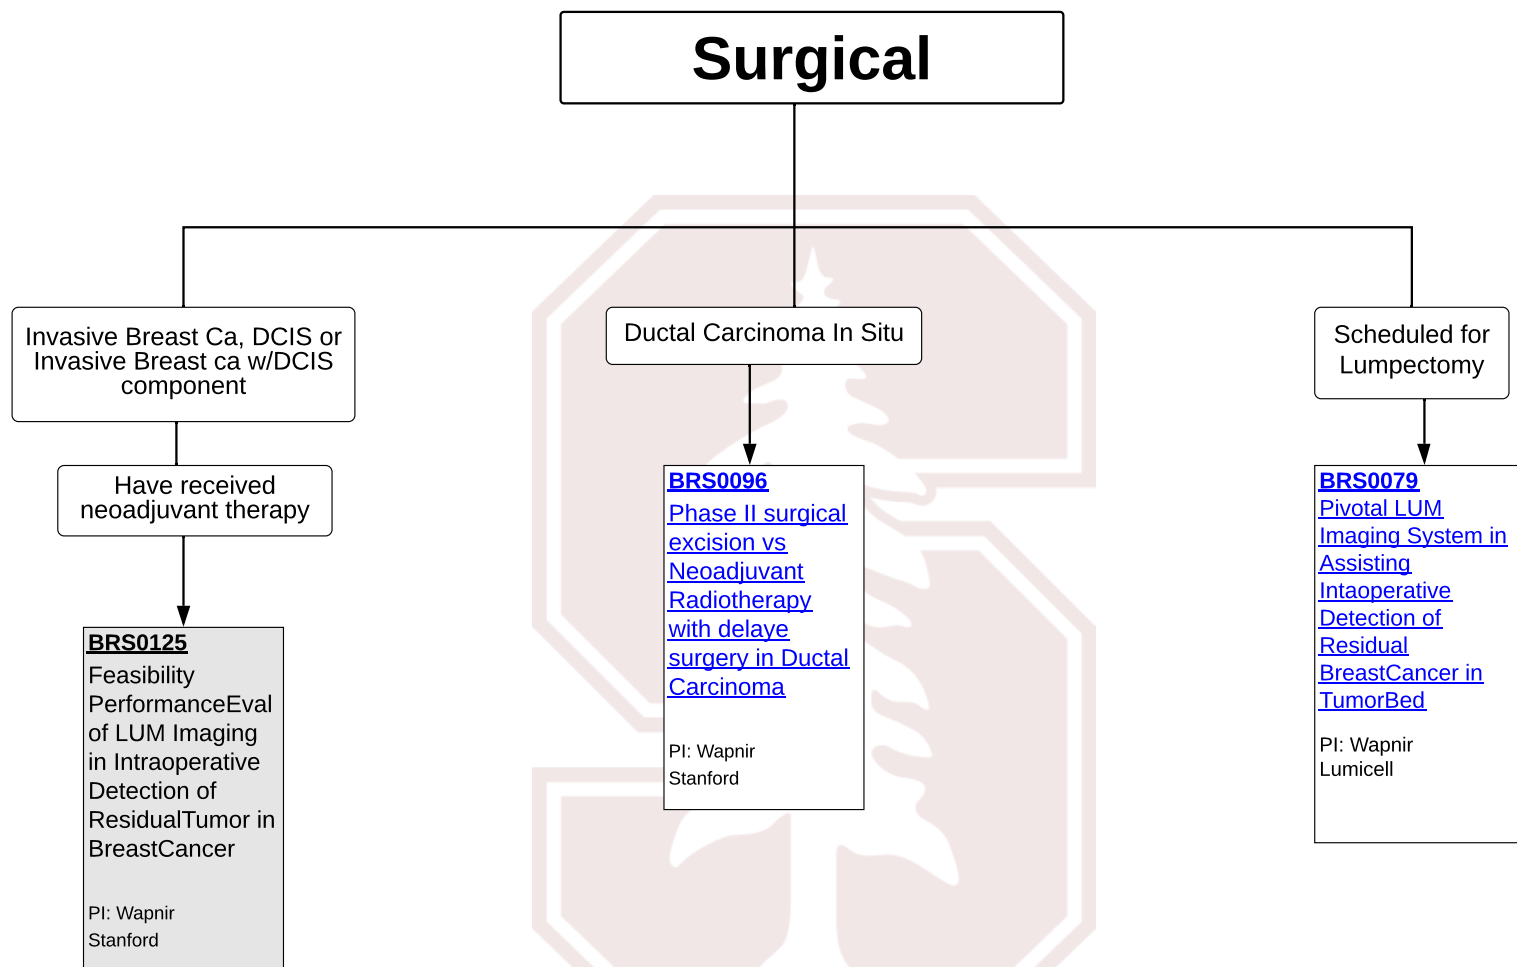 Surgical
Invasive Breast Ca, DCIS or
Invasive Breast ca w/DCIS
component
Have received
neoadjuvant therapy
BRS0125
Feasibility
PerformanceEval
of LUM Imaging
in Intraoperative
Detection of
ResidualTumor in
BreastCancer
PI: Wapnir
Stanford
Ductal Carcinoma In Situ
BRS0096
Phase II surgical
excision vs
Neoadjuvant
Radiotherapy
with delaye
surgery in Ductal
Carcinoma
PI: Wapnir
Stanford
Scheduled for
Lumpectomy
BRS0079
Pivotal LUM
Imaging System in
Assisting
Intaoperative
Detection of
Residual
BreastCancer in
TumorBed
PI: Wapnir
Lumicell